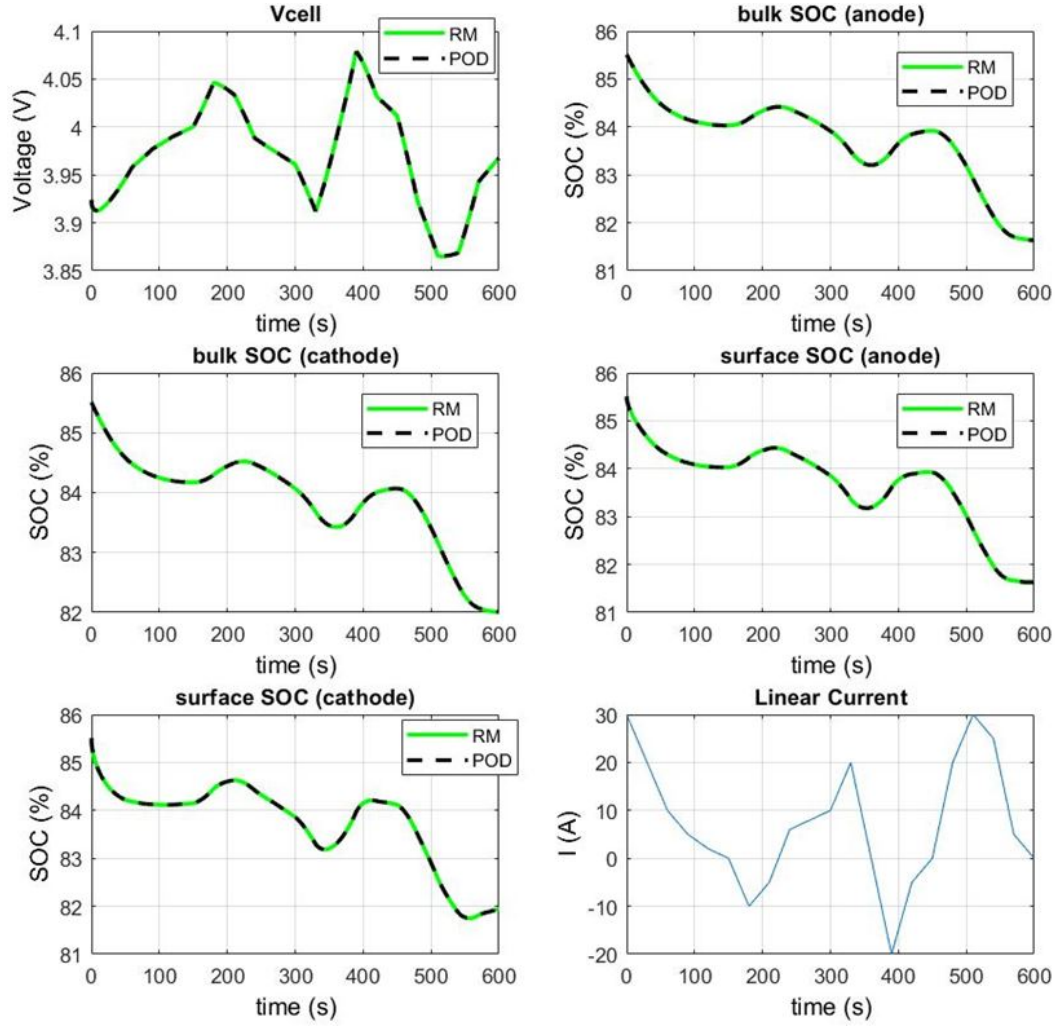 Vcell
RM
POD
Voltage (V)
4.1
4.05
4
3.95
3.9
3.85
0 100 200 300 400 500 600
time (s)
bulk SOC (anode)
RM
POD
SOC (%)
86
85
84
83
82
81
0 100 200 300 400 500 600
time (s)
bulk SOC (cathode)
RM
POD
SOC (%)
86
85
84
83
82
0 100 200 300 400 500 600
time (s)
surface SOC (anode)
RM
POD
SOC (%)
86
85
84
83
82
81
0 100 200 300 400 500 600
time (s)
surface SOC (cathode)
RM
POD
SOC (%)
86
85
84
83
82
81
0 100 200 300 400 500 600
time (s)
Linear Current
I (A)
30
20
10
0
-10
-20
0 100 200 300 400 500 600
time (s)